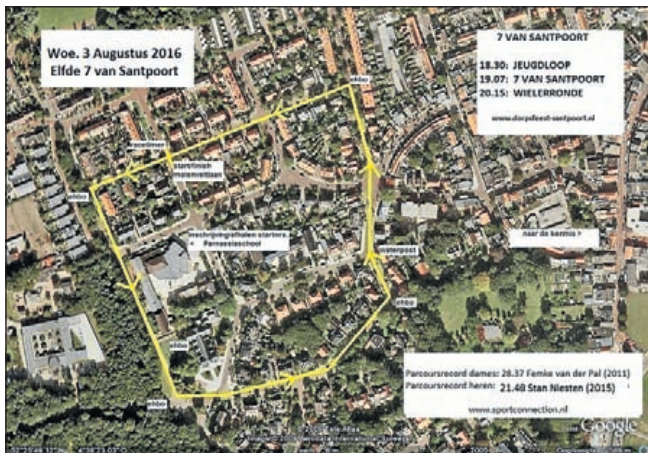 Woe. 3 Augustus 2016
Elfde 7 van Santpoort
7 VAN SANTPOORT
18.30: JEUGDLOOP
19.07: 7 VAN SANTPOORT
20.15: WIELERRONDE
www.dorpsfeest-santpoort.nl
ehbo
racetimer
start/finish
molenveltlaan
ehbo
inschrijving/afhalen startnrs.
< Parnassiaschool
naar de kermis >
waterpost
ehbo
ehbo
ehbo
Parcoursrecord dames: 28.37 Femke van der Pal (2011)
Parcoursrecord heren: 21.48 Stan Niesten (2015)
www.sportconnection.nl
Google